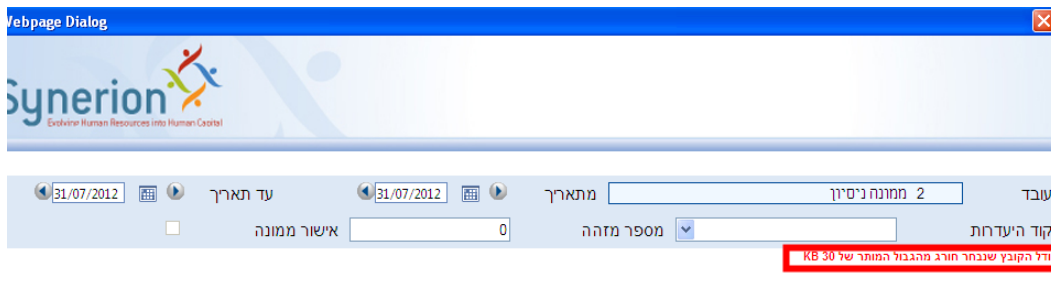 Webpage Dialog
Synerion
Evolving Human Resources into Human Capital
עובד 2 ממונה ניסיון מתאריך 31/07/2012 עד תאריך 31/07/2012
קוד היעדרות מספר מזהה 0 אישור ממונה
הקובץ שנבחר חורג מהגבול המותר של 30 KB